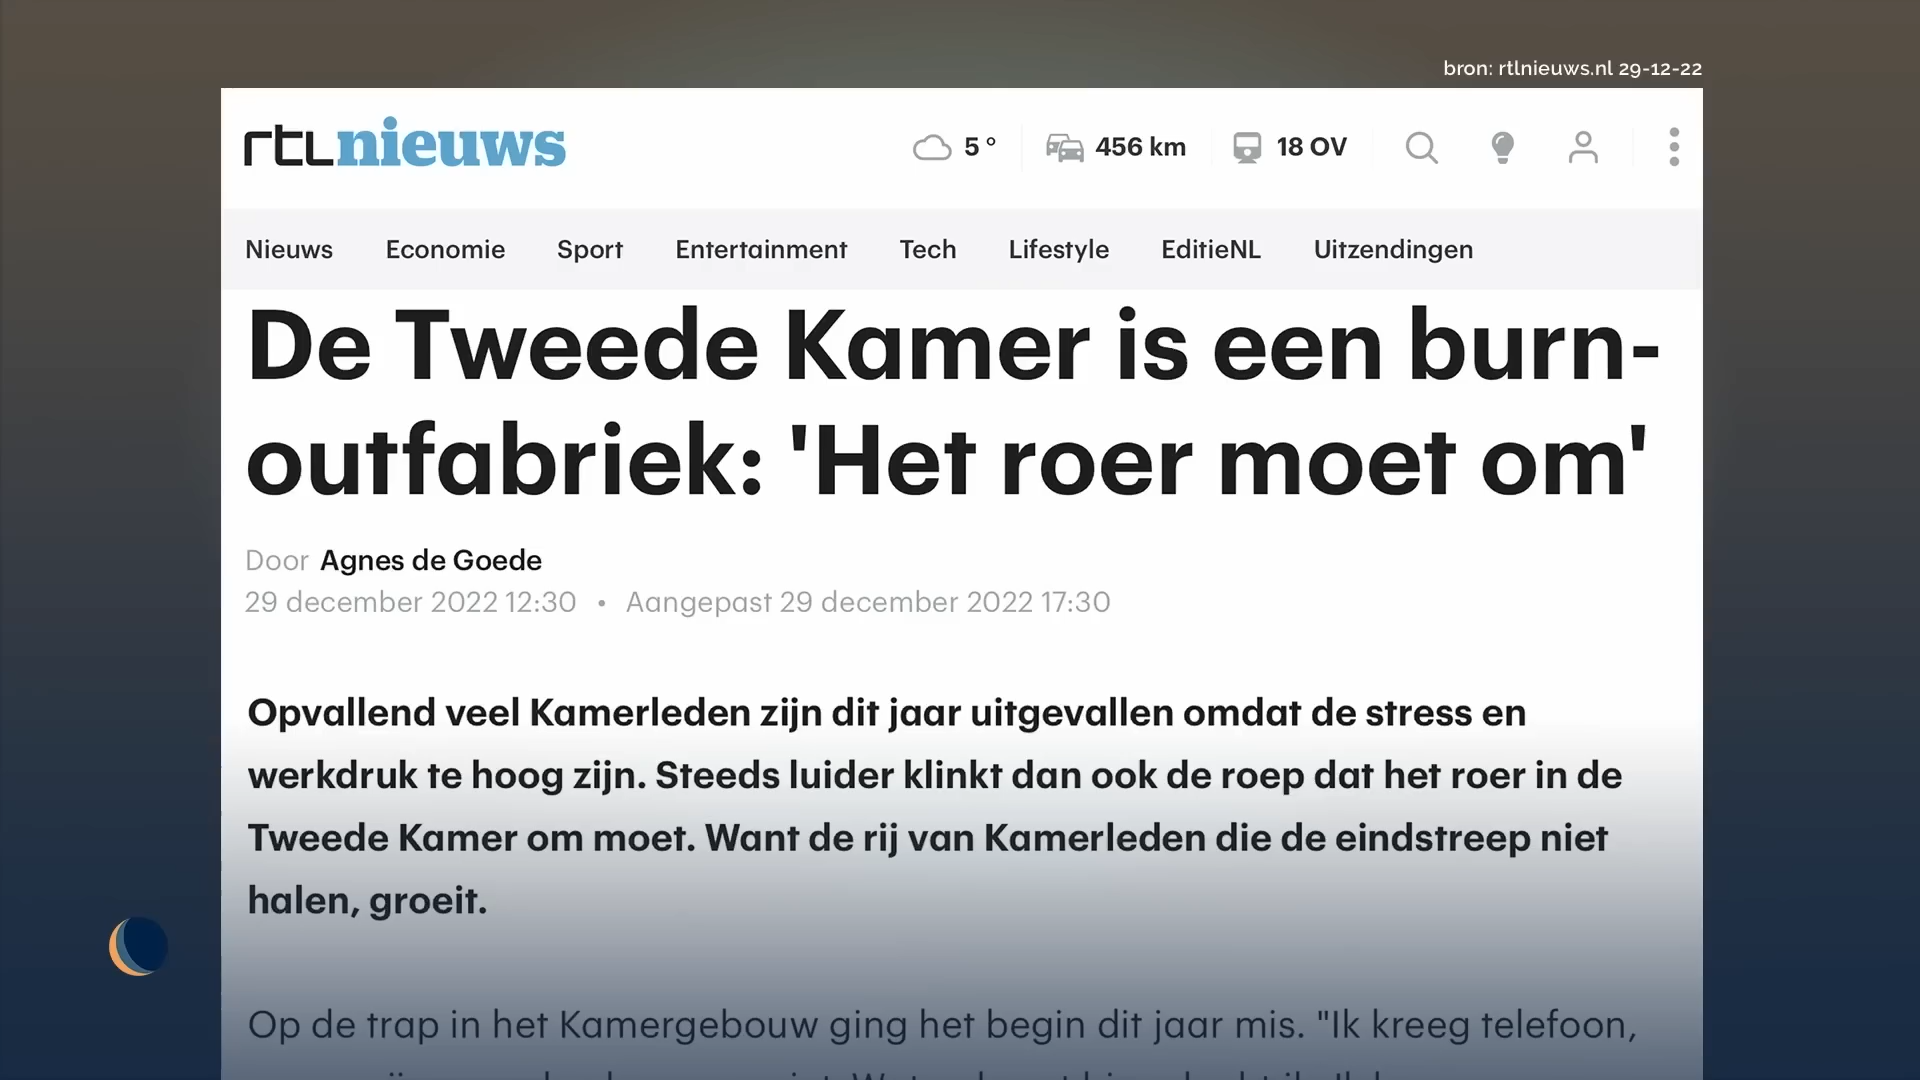 bron: rtlnieuws.nl 29-12-22
rtlnieuws
5° 456 km 18 OV
Nieuws Economie Sport Entertainment Tech Lifestyle EditieNL Uitzendingen
De Tweede Kamer is een burn-
outfabriek: 'Het roer moet om'
Door Agnes de Goede
29 december 2022 12:30 • Aangepast 29 december 2022 17:30
Opvallend veel Kamerleden zijn dit jaar uitgevallen omdat de stress en
werkdruk te hoog zijn. Steeds luider klinkt dan ook de roep dat het roer in de
Tweede Kamer om moet. Want de rij van Kamerleden die de eindstreep niet
halen, groeit.
Op de trap in het Kamergebouw ging het begin dit jaar mis. "Ik kreeg telefoon,